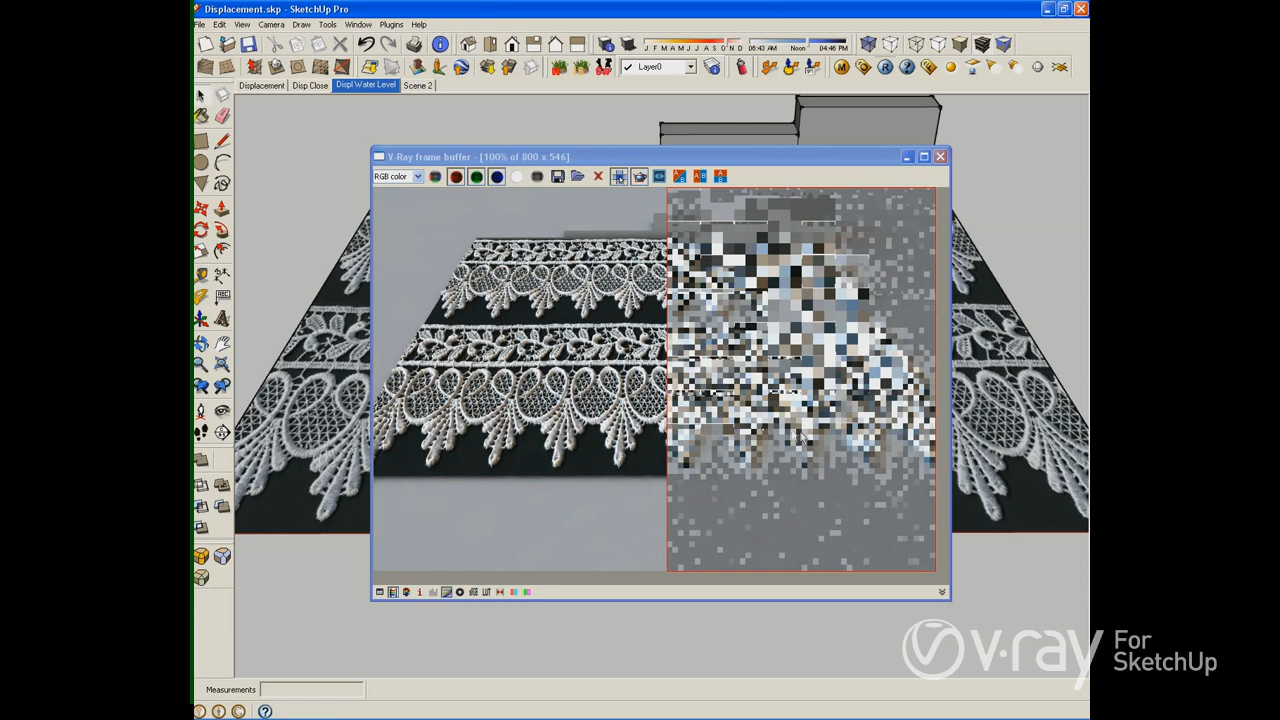 Displacement.skp - SketchUp Pro
File Edit View Camera Draw Tools Window Plugins Help
J F M A M J J A S O N D 06:43 AM Noon 04:46 PM
Layer0
Displacement Disp Close Displ Water Level Scene 2
V-Ray frame buffer - [100% of 800 x 546]
RGB color
v·ray For SketchUp
Measurements